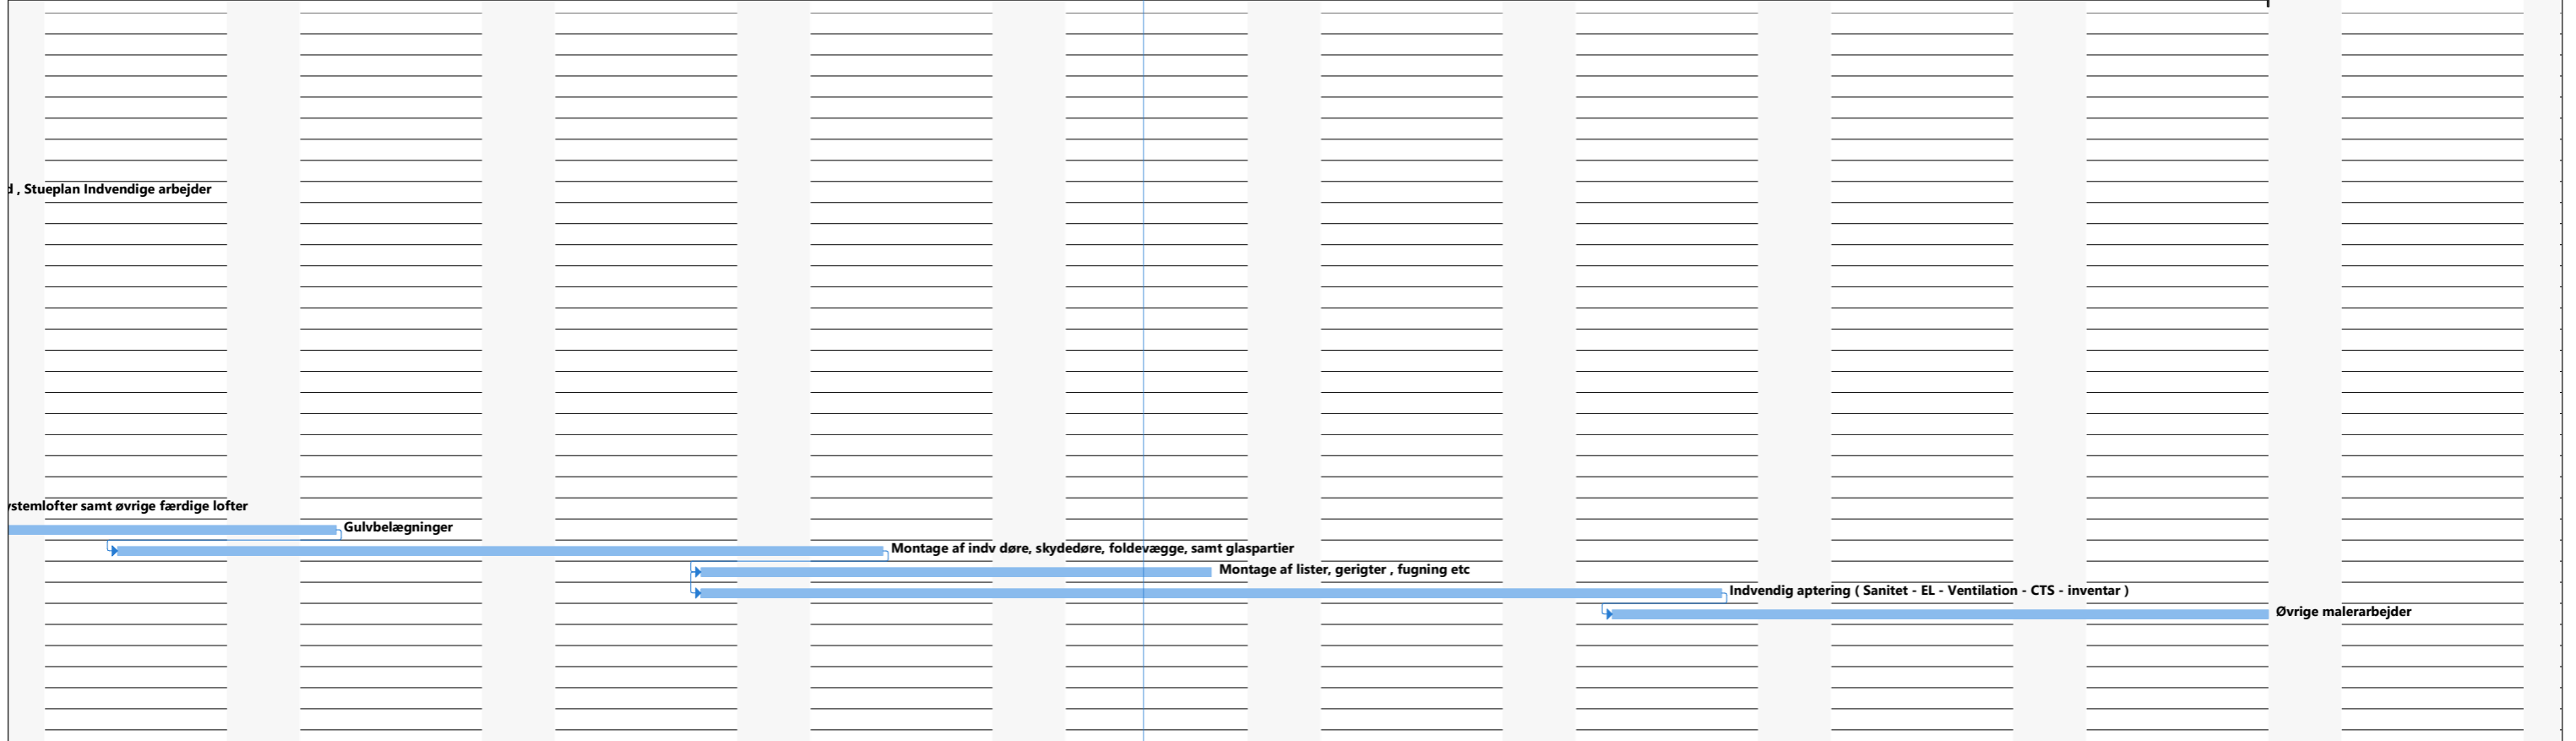 , Stueplan Indvendige arbejder
samt øvrige færdige lofter
Gulvbelægninger
Montage af indv døre, skydedøre, foldevægge, samt glaspartier
Montage af lister, gerigter , fugning etc
Indvendig aptering ( Sanitet - EL - Ventilation - CTS - inventar )
Øvrige malerarbejder